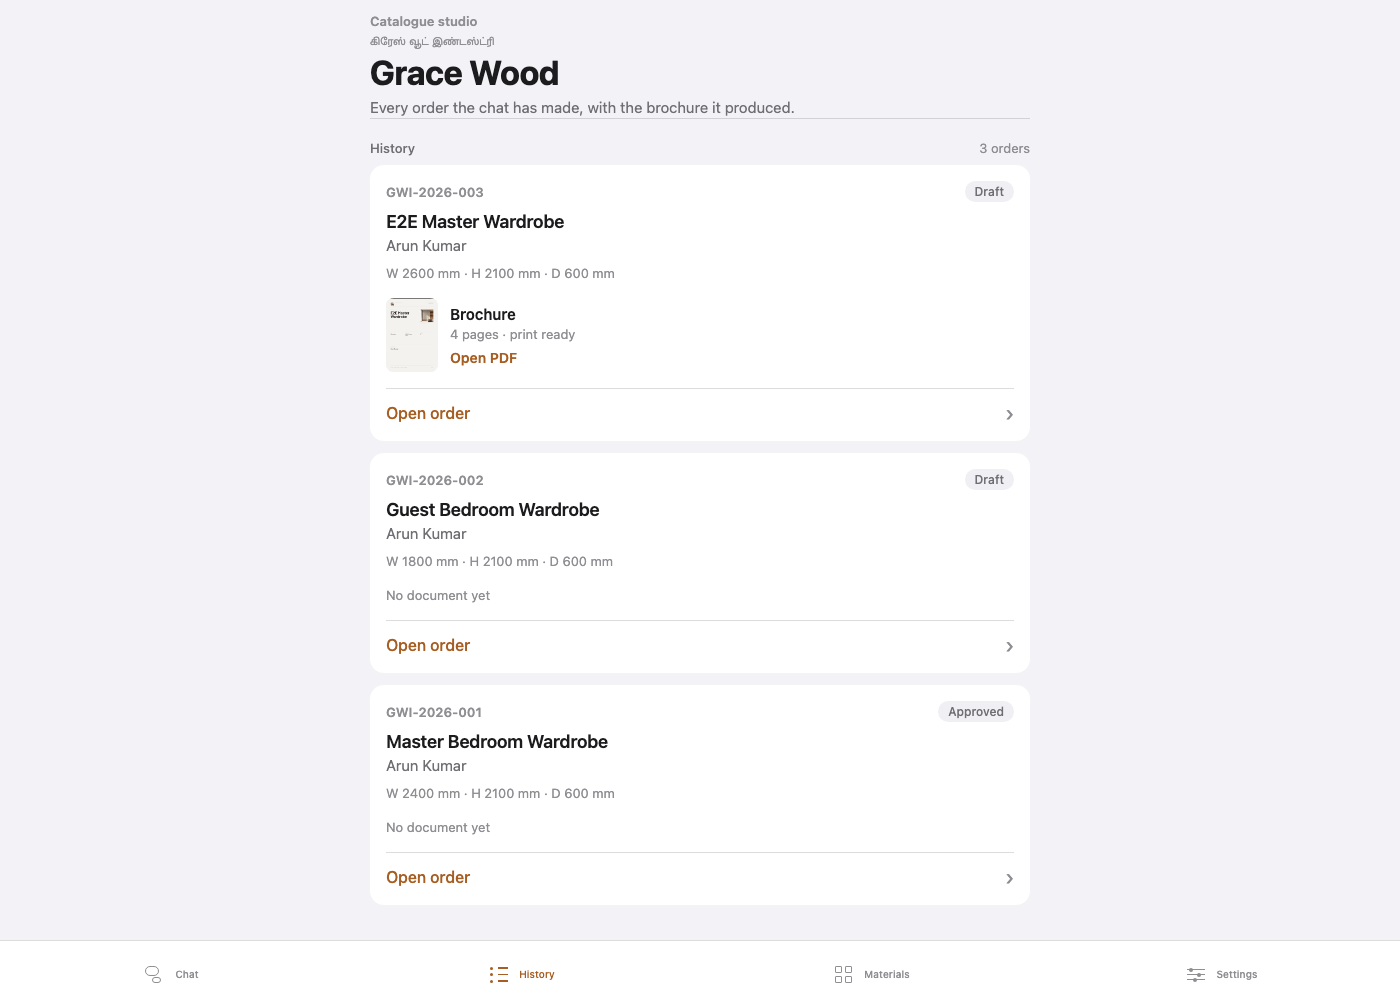 Catalogue studio
கிரேஸ் வூட் இண்டஸ்ட்ரி
Grace Wood
Every order the chat has made, with the brochure it produced.
History
3 orders
GWI-2026-003
Draft
E2E Master Wardrobe
Arun Kumar
W 2600 mm · H 2100 mm · D 600 mm
E2E Master
Wardrobe
Brochure
4 pages · print ready
Open PDF
Open order
GWI-2026-002
Draft
Guest Bedroom Wardrobe
Arun Kumar
W 1800 mm · H 2100 mm · D 600 mm
No document yet
Open order
GWI-2026-001
Approved
Master Bedroom Wardrobe
Arun Kumar
W 2400 mm · H 2100 mm · D 600 mm
No document yet
Open order
Chat
History
Materials
Settings